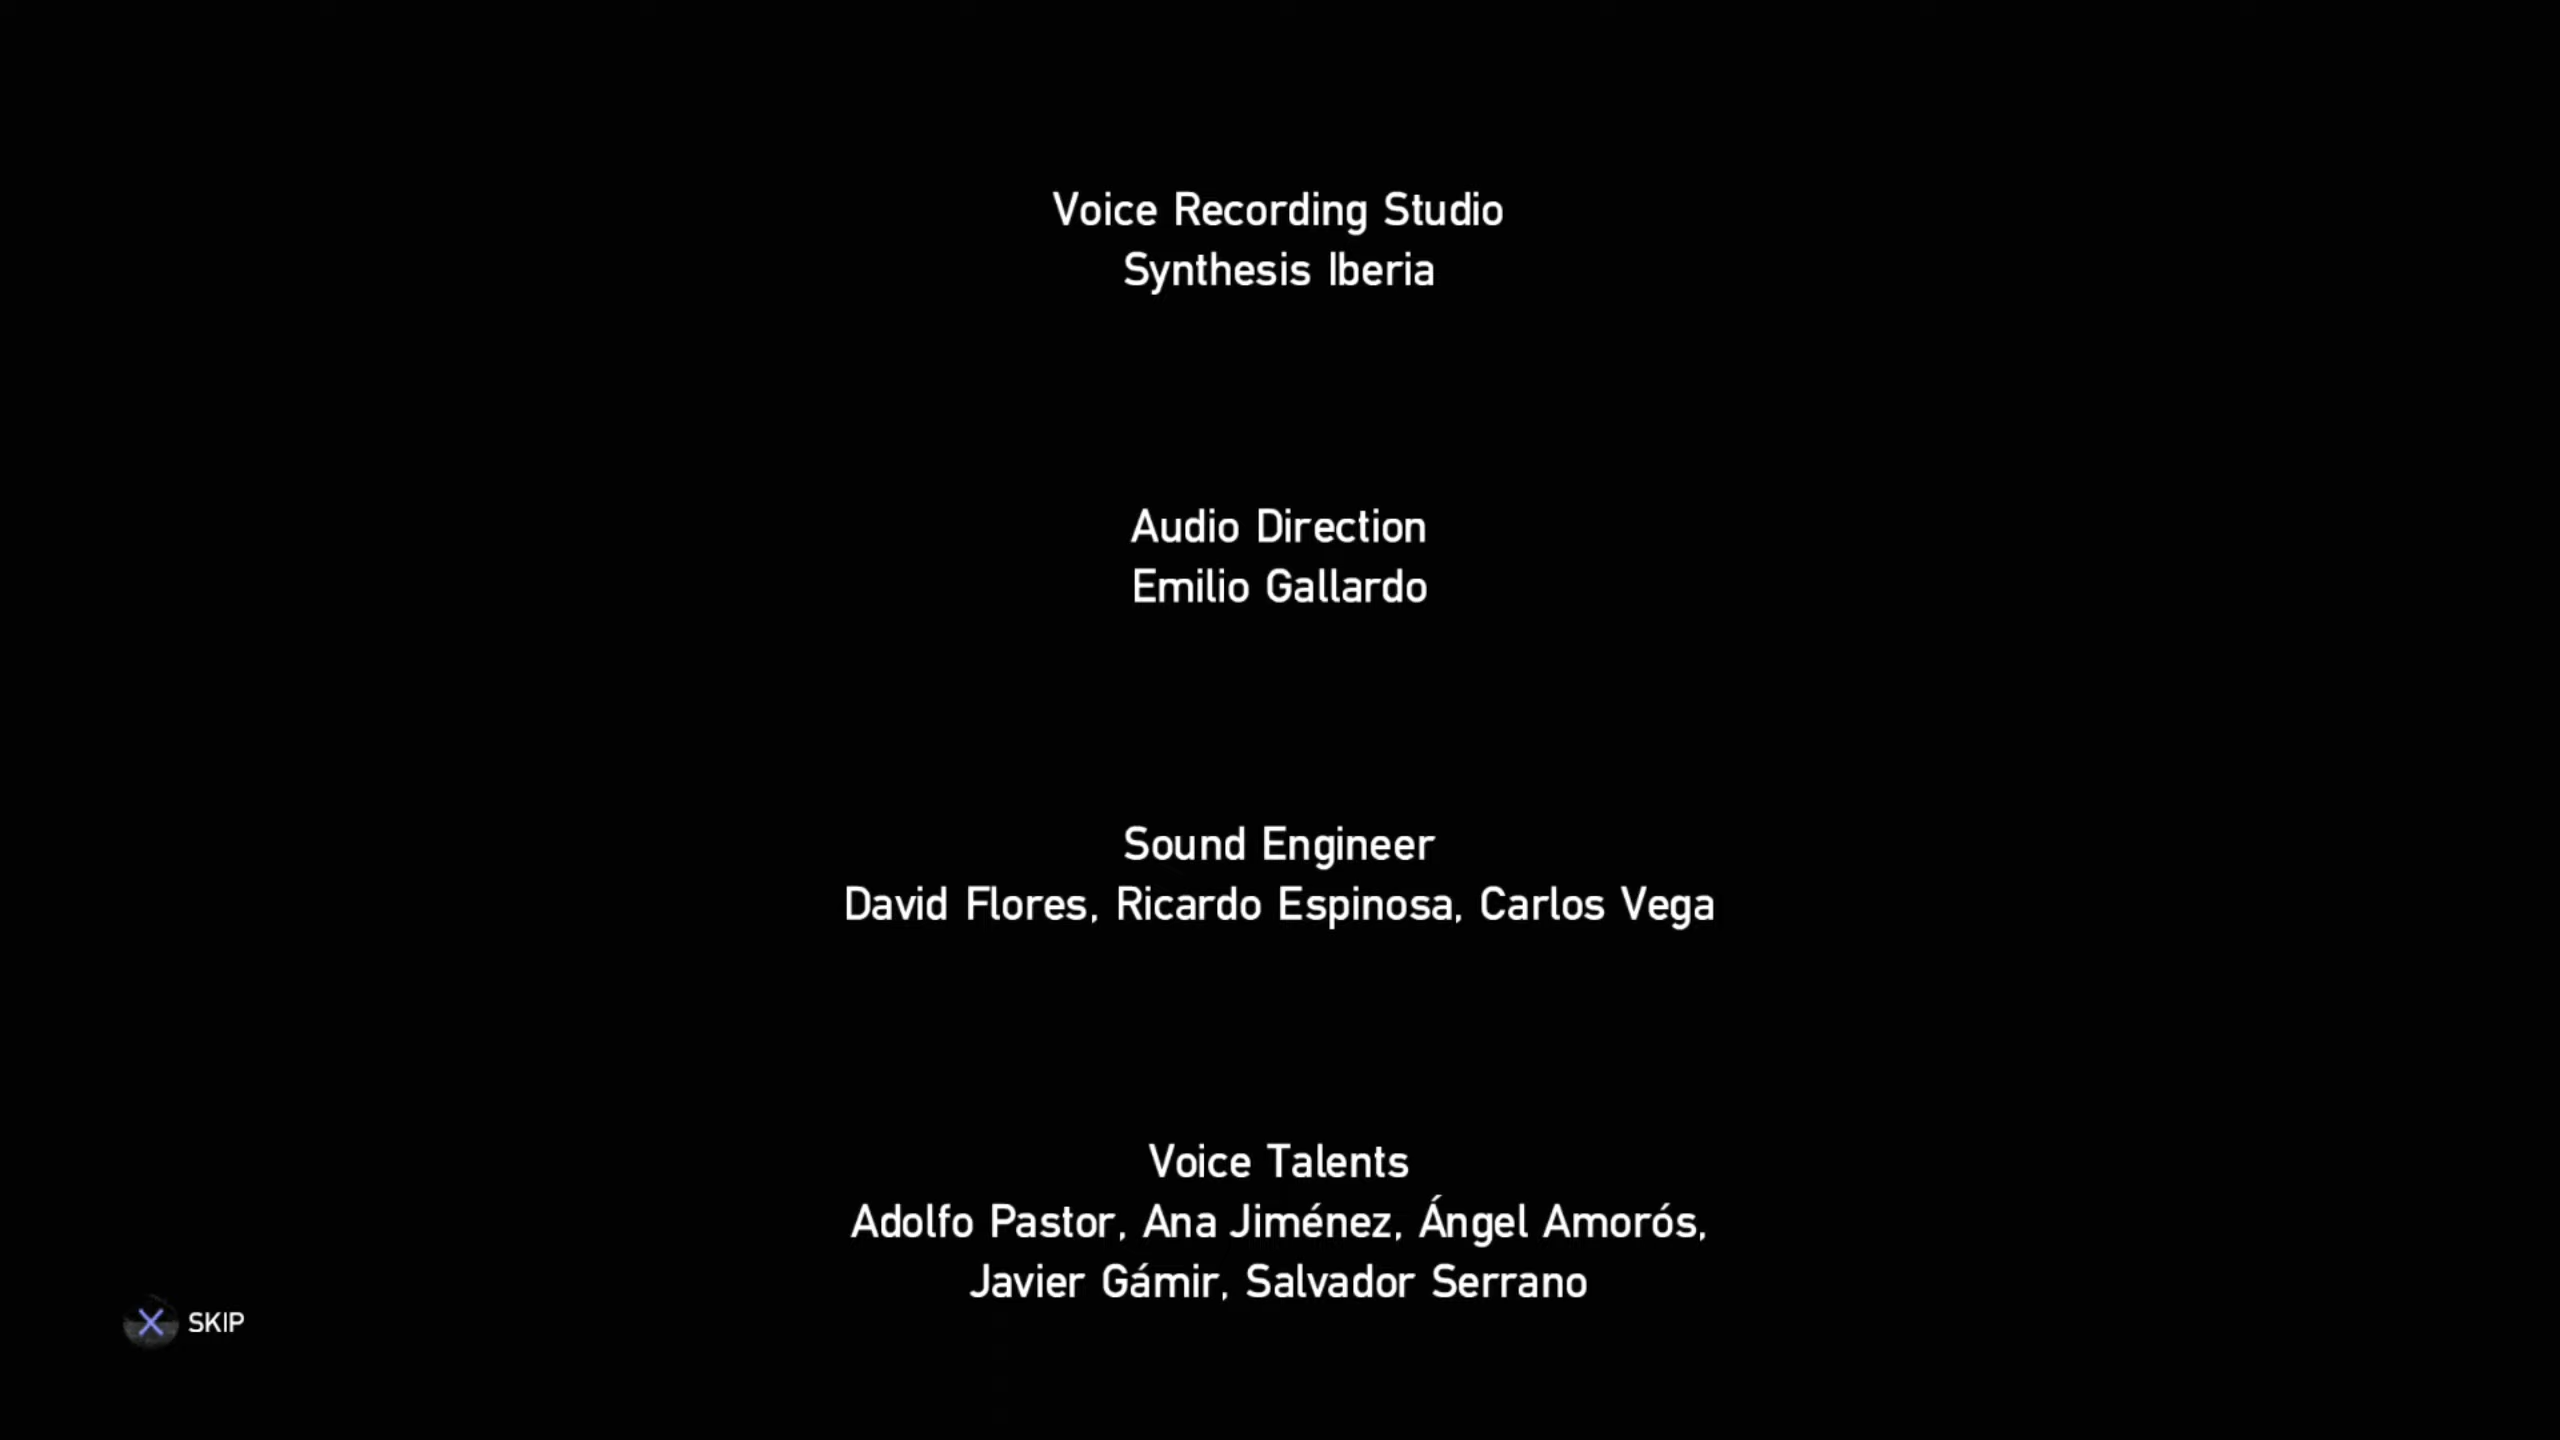 Voice Recording Studio
Synthesis Iberia
Audio Direction
Emilio Gallardo
Sound Engineer
David Flores, Ricardo Espinosa, Carlos Vega
Voice Talents
Adolfo Pastor, Ana Jiménez, Ángel Amorós,
Javier Gámir, Salvador Serrano
SKIP